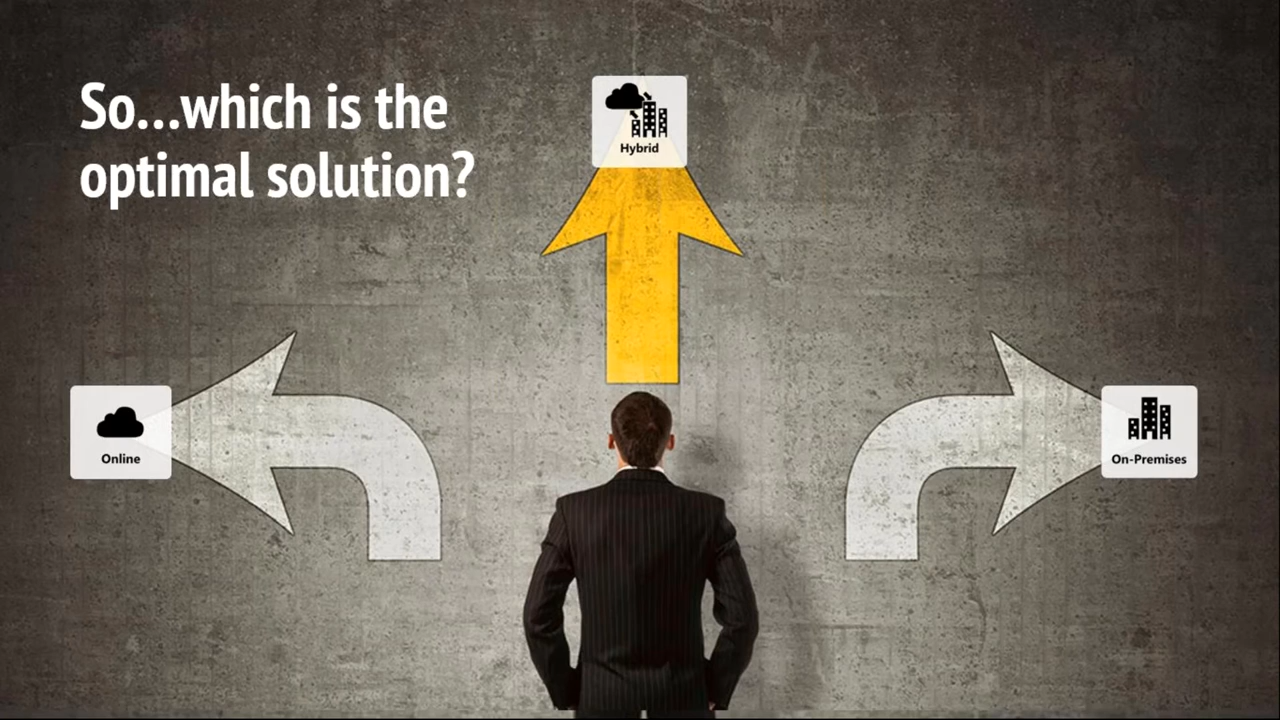 So...which is the
optimal solution?
Hybrid
Online
On-Premises